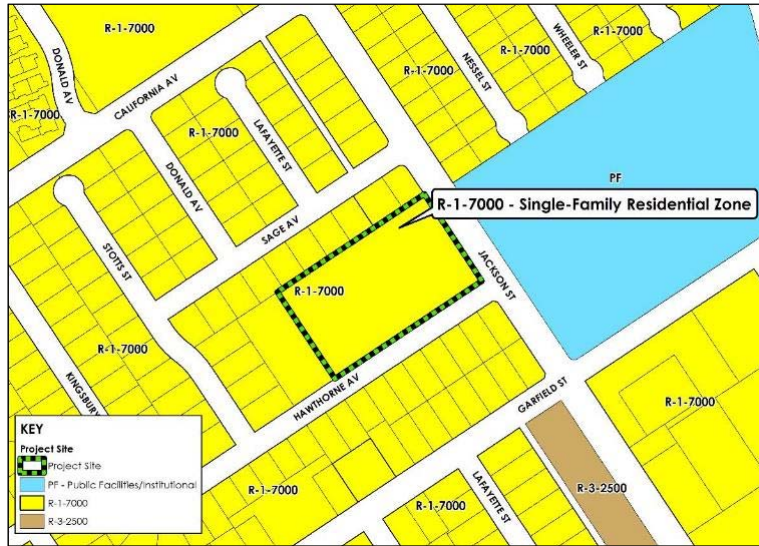 R-1-7000
DONALD AV
CALIFORNIA AV
R-1-7000
R-1-7000
LAFAYETTE ST
DONALD AV
R-1-7000
NESSEL ST
R-1-7000
WHEELER ST
R-1-7000
PF
R-1-7000 - Single-Family Residential Zone
SAGE AV
STOTTS ST
R-1-7000
JACKSON ST
R-1-7000
KINGSBURY
HAWTHORNE AV
GARFIELD ST
R-1-7000
R-1-7000
R-1-7000
LAFAYETTE ST
R-3-2500
KEY
Project Site
Project Site
PF - Public Facilities/Institutional
R-1-7000
R-3-2500